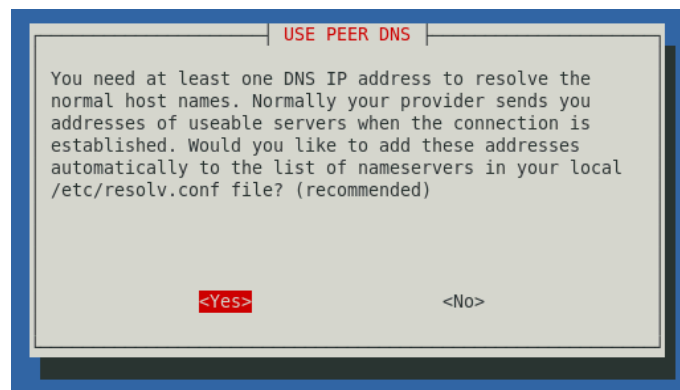 USE PEER DNS
You need at least one DNS IP address to resolve the
normal host names. Normally your provider sends you
addresses of useable servers when the connection is
established. Would you like to add these addresses
automatically to the list of nameservers in your local
/etc/resolv.conf file? (recommended)
<Yes> <No>